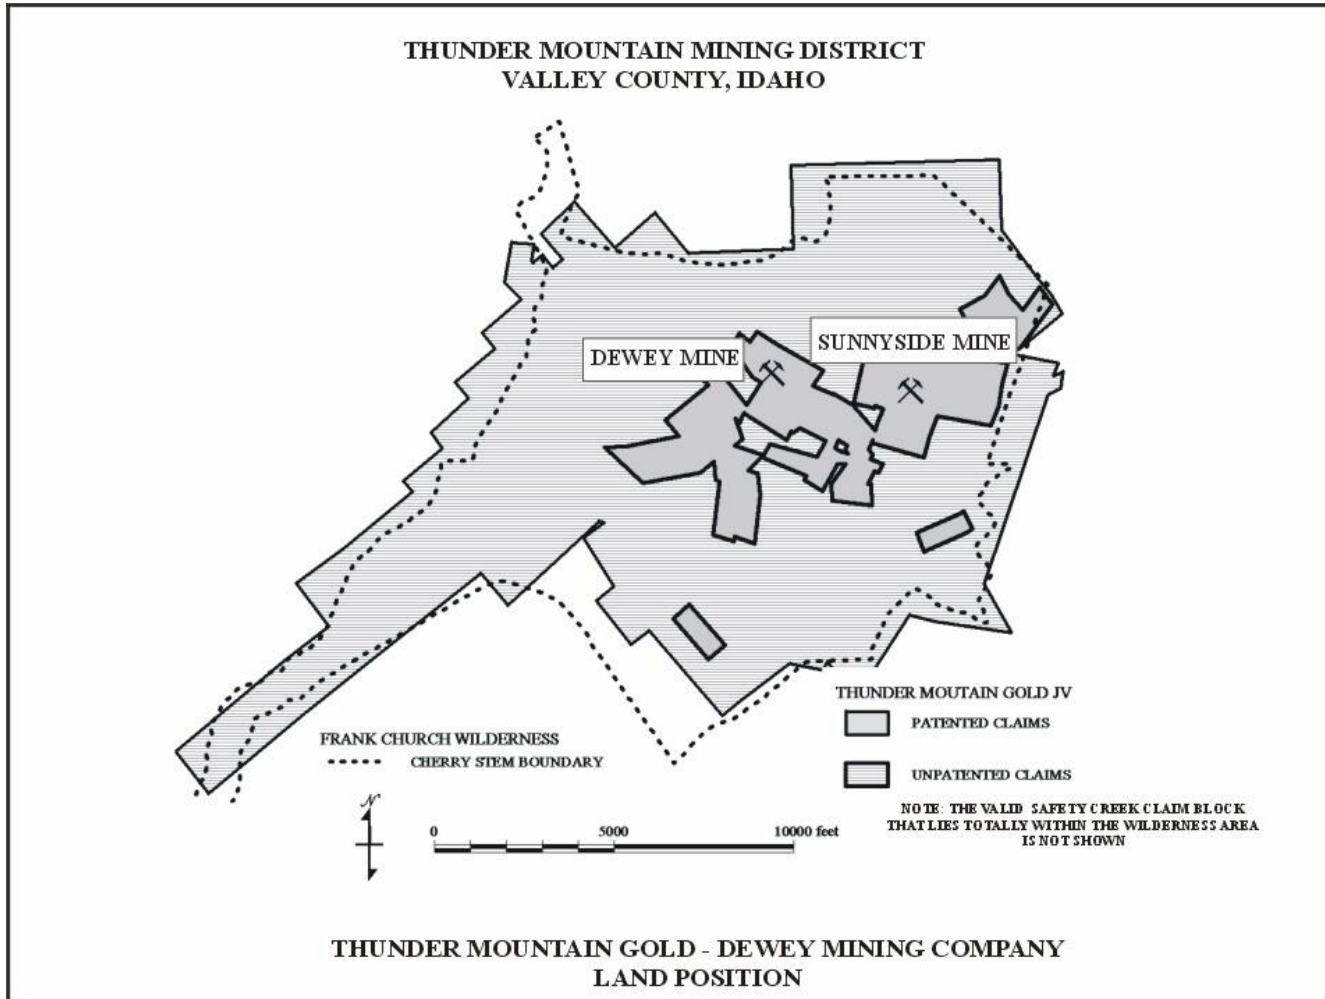 THUNDER MOUNTAIN MINING DISTRICT
VALLEY COUNTY, IDAHO
SUNNYSIDE MINE
DEWEY MINE
THUNDER MOUTAIN GOLD JV
PATENTED CLAIMS
UNPATENTED CLAIMS
FRANK CHURCH WILDERNESS
CHERRY STEM BOUNDARY
NOTE: THE VALID SAFETY CREEK CLAIM BLOCK
THAT LIES TOTALLY WITHIN THE WILDERNESS AREA
IS NOT SHOWN
N
0 5000 10000 feet
THUNDER MOUNTAIN GOLD - DEWEY MINING COMPANY
LAND POSITION